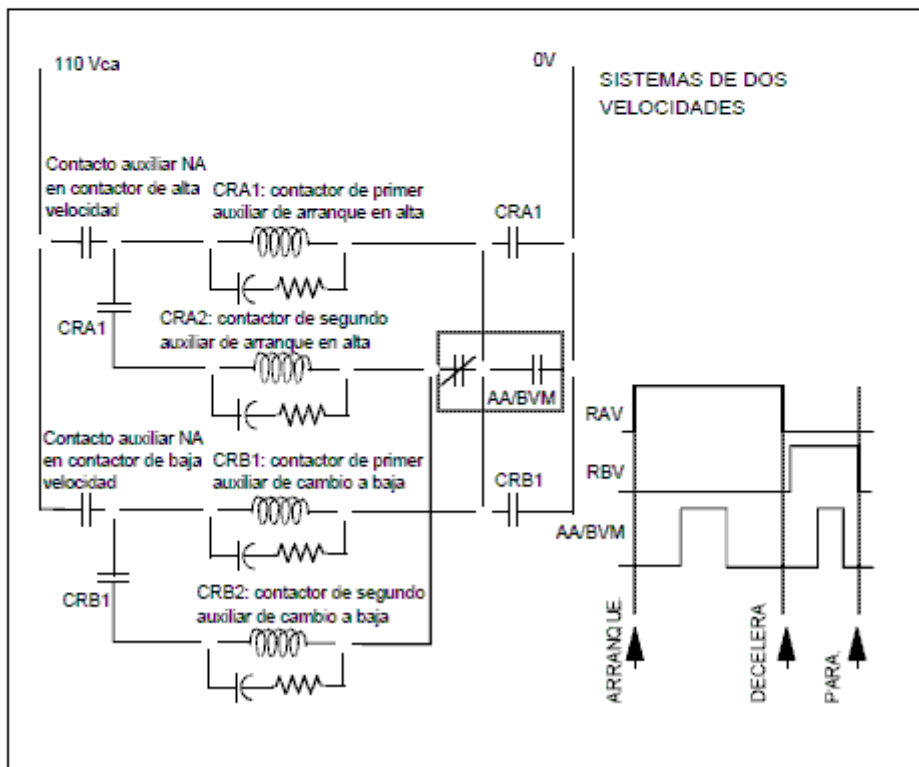 110 Vca
0V
SISTEMAS DE DOS
VELOCIDADES
Contacto auxiliar NA
en contactor de alta
velocidad
CRA1: contactor de primer
auxiliar de arranque en alta
CRA1
CRA1
CRA2: contactor de segundo
auxiliar de arranque en alta
AA/BVM
Contacto auxiliar NA
en contactor de baja
velocidad
CRB1: contactor de primer
auxiliar de cambio a baja
CRB1
CRB1
CRB2: contactor de segundo
auxiliar de cambio a baja
RAV
RBV
AA/BVM
ARRANQUE.
DECELERA
PARA.